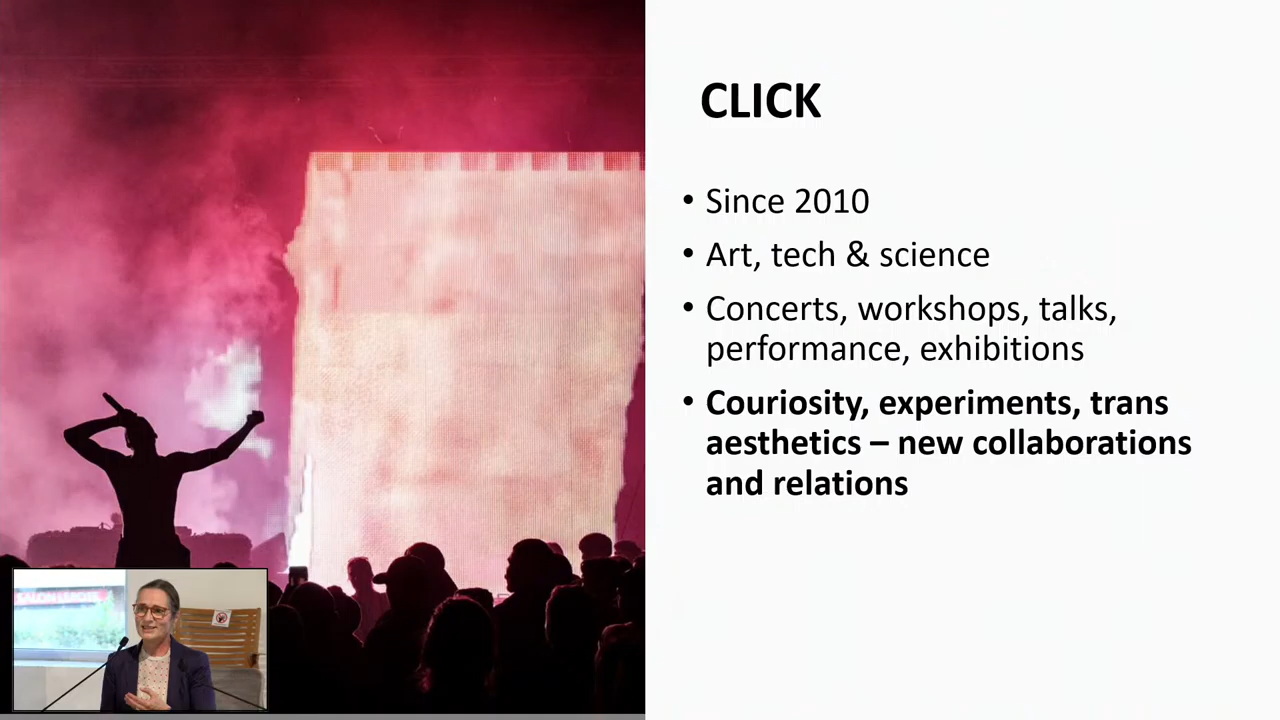 CLICK
• Since 2010
• Art, tech & science
• Concerts, workshops, talks,
performance, exhibitions
• Couriosity, experiments, trans
aesthetics – new collaborations
and relations